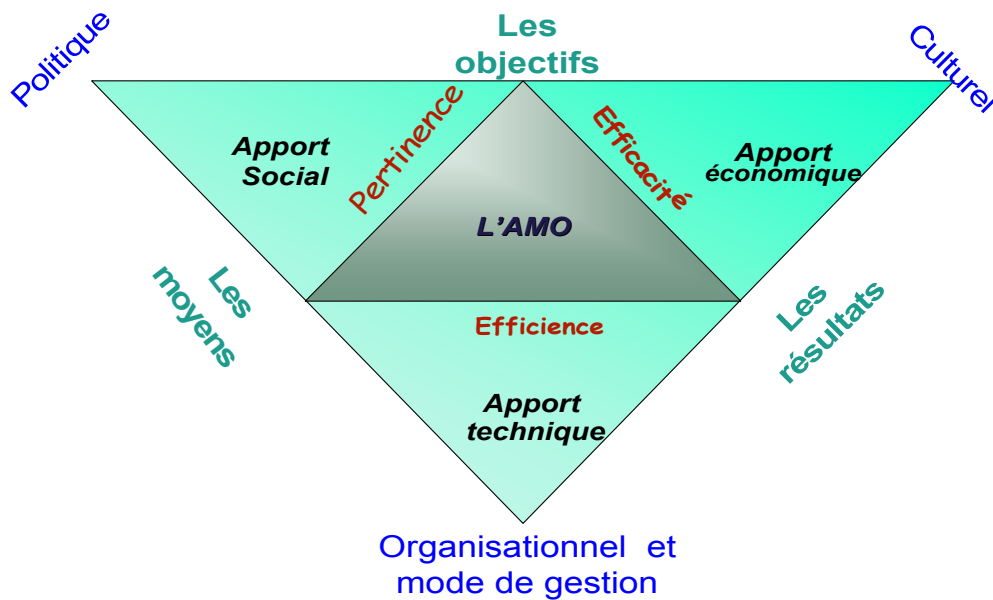 Politique
Les
objectifs
Culturel
Apport
Social
Pertinence
Efficacité
Apport
économique
L'AMO
Les
moyens
Les
résultats
Efficience
Apport
technique
Organisationnel et
mode de gestion